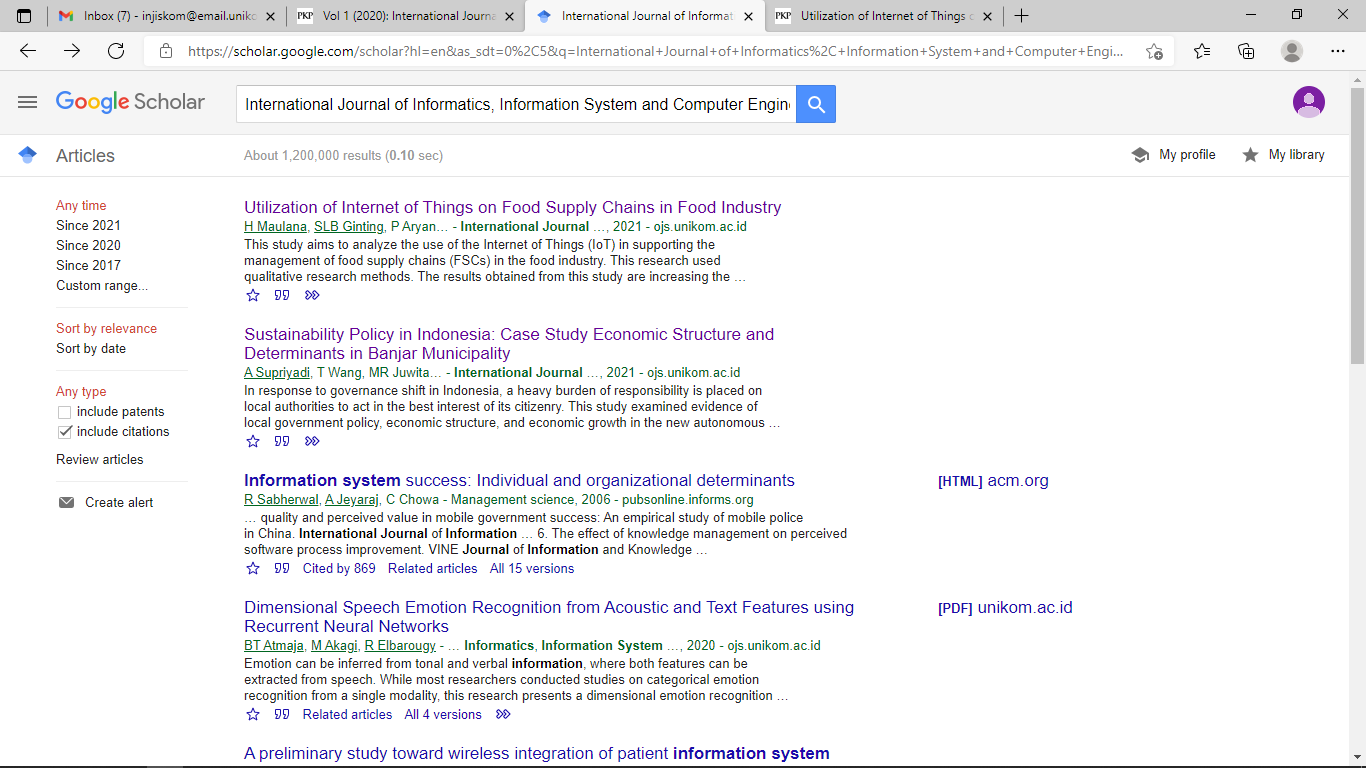 Inbox (7) - injiskom@email.uniko
Vol 1 (2020): International Journa
International Journal of Informat
Utilization of Internet of Things o
https://scholar.google.com/scholar?hl=en&as_sdt=0%2C5&q=International+Journal+of+Informatics%2C+Information+System+and+Computer+Engi...
Google Scholar
International Journal of Informatics, Information System and Computer Engin
Articles
About 1,200,000 results (0.10 sec)
My profile
My library
Any time
Since 2021
Since 2020
Since 2017
Custom range...
Sort by relevance
Sort by date
Any type
include patents
include citations
Review articles
Create alert
Utilization of Internet of Things on Food Supply Chains in Food Industry
H Maulana, SLB Ginting, P Aryan… - International Journal …, 2021 - ojs.unikom.ac.id
This study aims to analyze the use of the Internet of Things (IoT) in supporting the
management of food supply chains (FSCs) in the food industry. This research used
qualitative research methods. The results obtained from this study are increasing the …
Sustainability Policy in Indonesia: Case Study Economic Structure and
Determinants in Banjar Municipality
A Supriyadi, T Wang, MR Juwita… - International Journal …, 2021 - ojs.unikom.ac.id
In response to governance shift in Indonesia, a heavy burden of responsibility is placed on
local authorities to act in the best interest of its citizenry. This study examined evidence of
local government policy, economic structure, and economic growth in the new autonomous …
Information system success: Individual and organizational determinants
[HTML] acm.org
R Sabherwal, A Jeyaraj, C Chowa - Management science, 2006 - pubsonline.informs.org
… quality and perceived value in mobile government success: An empirical study of mobile police
in China. International Journal of Information … 6. The effect of knowledge management on perceived
software process improvement. VINE Journal of Information and Knowledge …
Cited by 869 Related articles All 15 versions
Dimensional Speech Emotion Recognition from Acoustic and Text Features using
Recurrent Neural Networks
[PDF] unikom.ac.id
BT Atmaja, M Akagi, R Elbarougy - … Informatics, Information System …, 2020 - ojs.unikom.ac.id
Emotion can be inferred from tonal and verbal information, where both features can be
extracted from speech. While most researchers conducted studies on categorical emotion
recognition from a single modality, this research presents a dimensional emotion recognition …
Related articles All 4 versions
A preliminary study toward wireless integration of patient information system